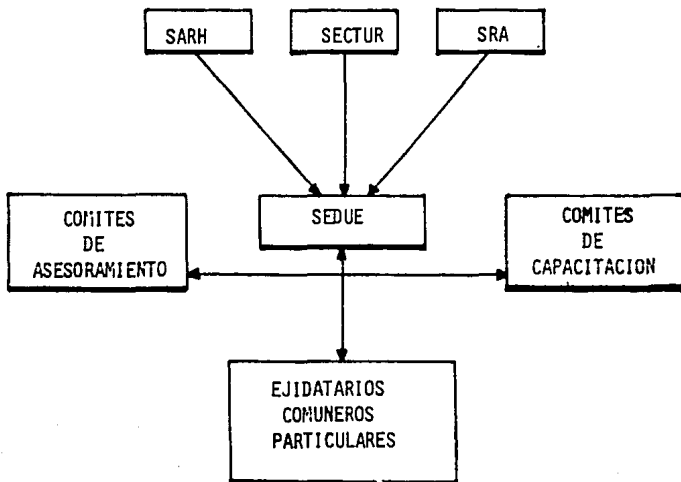 SARH
SECTUR
SRA
SEDUE
COMITES
DE
ASESORAMIENTO
COMITES
DE
CAPACITACION
EJIDATARIOS
COMUNEROS
PARTICULARES